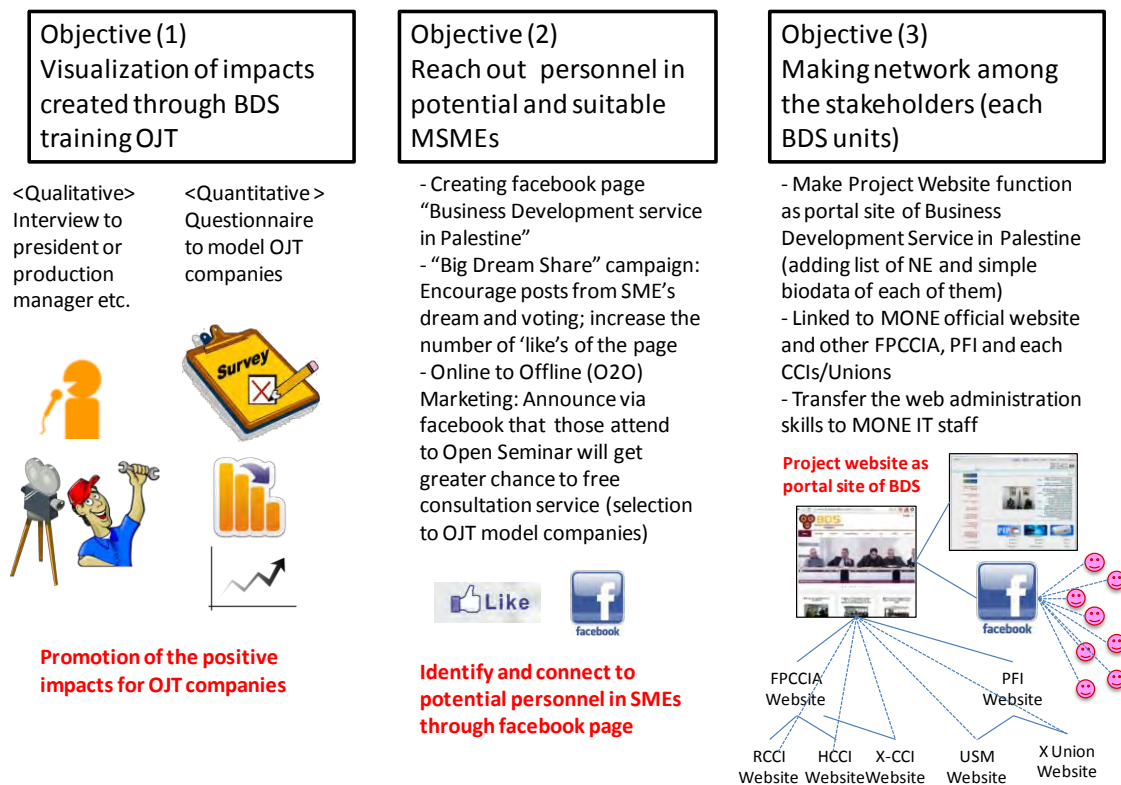 Objective (1)
Visualization of impacts
created through BDS
training OJT
<Qualitative>
Interview to
president or
production
manager etc.
<Quantitative >
Questionnaire
to model OJT
companies
Survey
Promotion of the positive
impacts for OJT companies
Objective (2)
Reach out personnel in
potential and suitable
MSMEs
- Creating facebook page
“Business Development service
in Palestine”
- “Big Dream Share” campaign:
Encourage posts from SME’s
dream and voting; increase the
number of ‘like’s of the page
- Online to Offline (O2O)
Marketing: Announce via
facebook that those attend
to Open Seminar will get
greater chance to free
consultation service (selection
to OJT model companies)
Like
facebook
Identify and connect to
potential personnel in SMEs
through facebook page
Objective (3)
Making network among
the stakeholders (each
BDS units)
- Make Project Website function
as portal site of Business
Development Service in Palestine
(adding list of NE and simple
biodata of each of them)
- Linked to MONE official website
and other FPCCIA, PFI and each
CCIs/Unions
- Transfer the web administration
skills to MONE IT staff
Project website as
portal site of BDS
BDS
facebook
FPCCIA
Website
PFI
Website
RCCI
Website
HCCI
Website
X-CCI
Website
USM
Website
X Union
Website